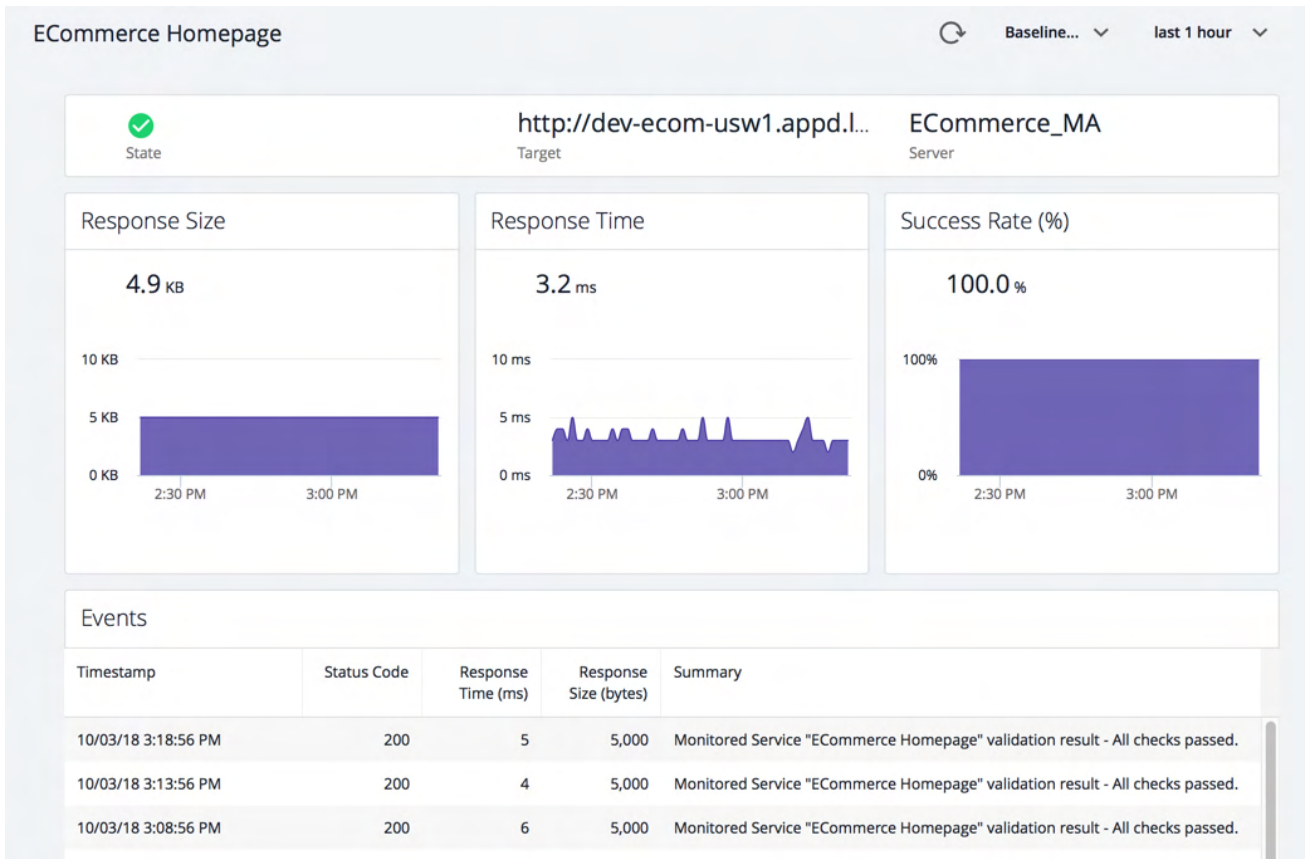 ECommerce Homepage
Baseline... last 1 hour
http://dev-ecom-usw1.appd.l... ECommerce_MA
State Target Server
Response Size Response Time Success Rate (%)
4.9 KB 3.2 ms 100.0 %
10 KB 10 ms 100%
5 KB 5 ms
0 KB 0 ms 0%
2:30 PM 3:00 PM 2:30 PM 3:00 PM 2:30 PM 3:00 PM
Events
Timestamp Status Code Response Response Summary
Time (ms) Size (bytes)
10/03/18 3:18:56 PM 200 5 5,000 Monitored Service "ECommerce Homepage" validation result - All checks passed.
10/03/18 3:13:56 PM 200 4 5,000 Monitored Service "ECommerce Homepage" validation result - All checks passed.
10/03/18 3:08:56 PM 200 6 5,000 Monitored Service "ECommerce Homepage" validation result - All checks passed.